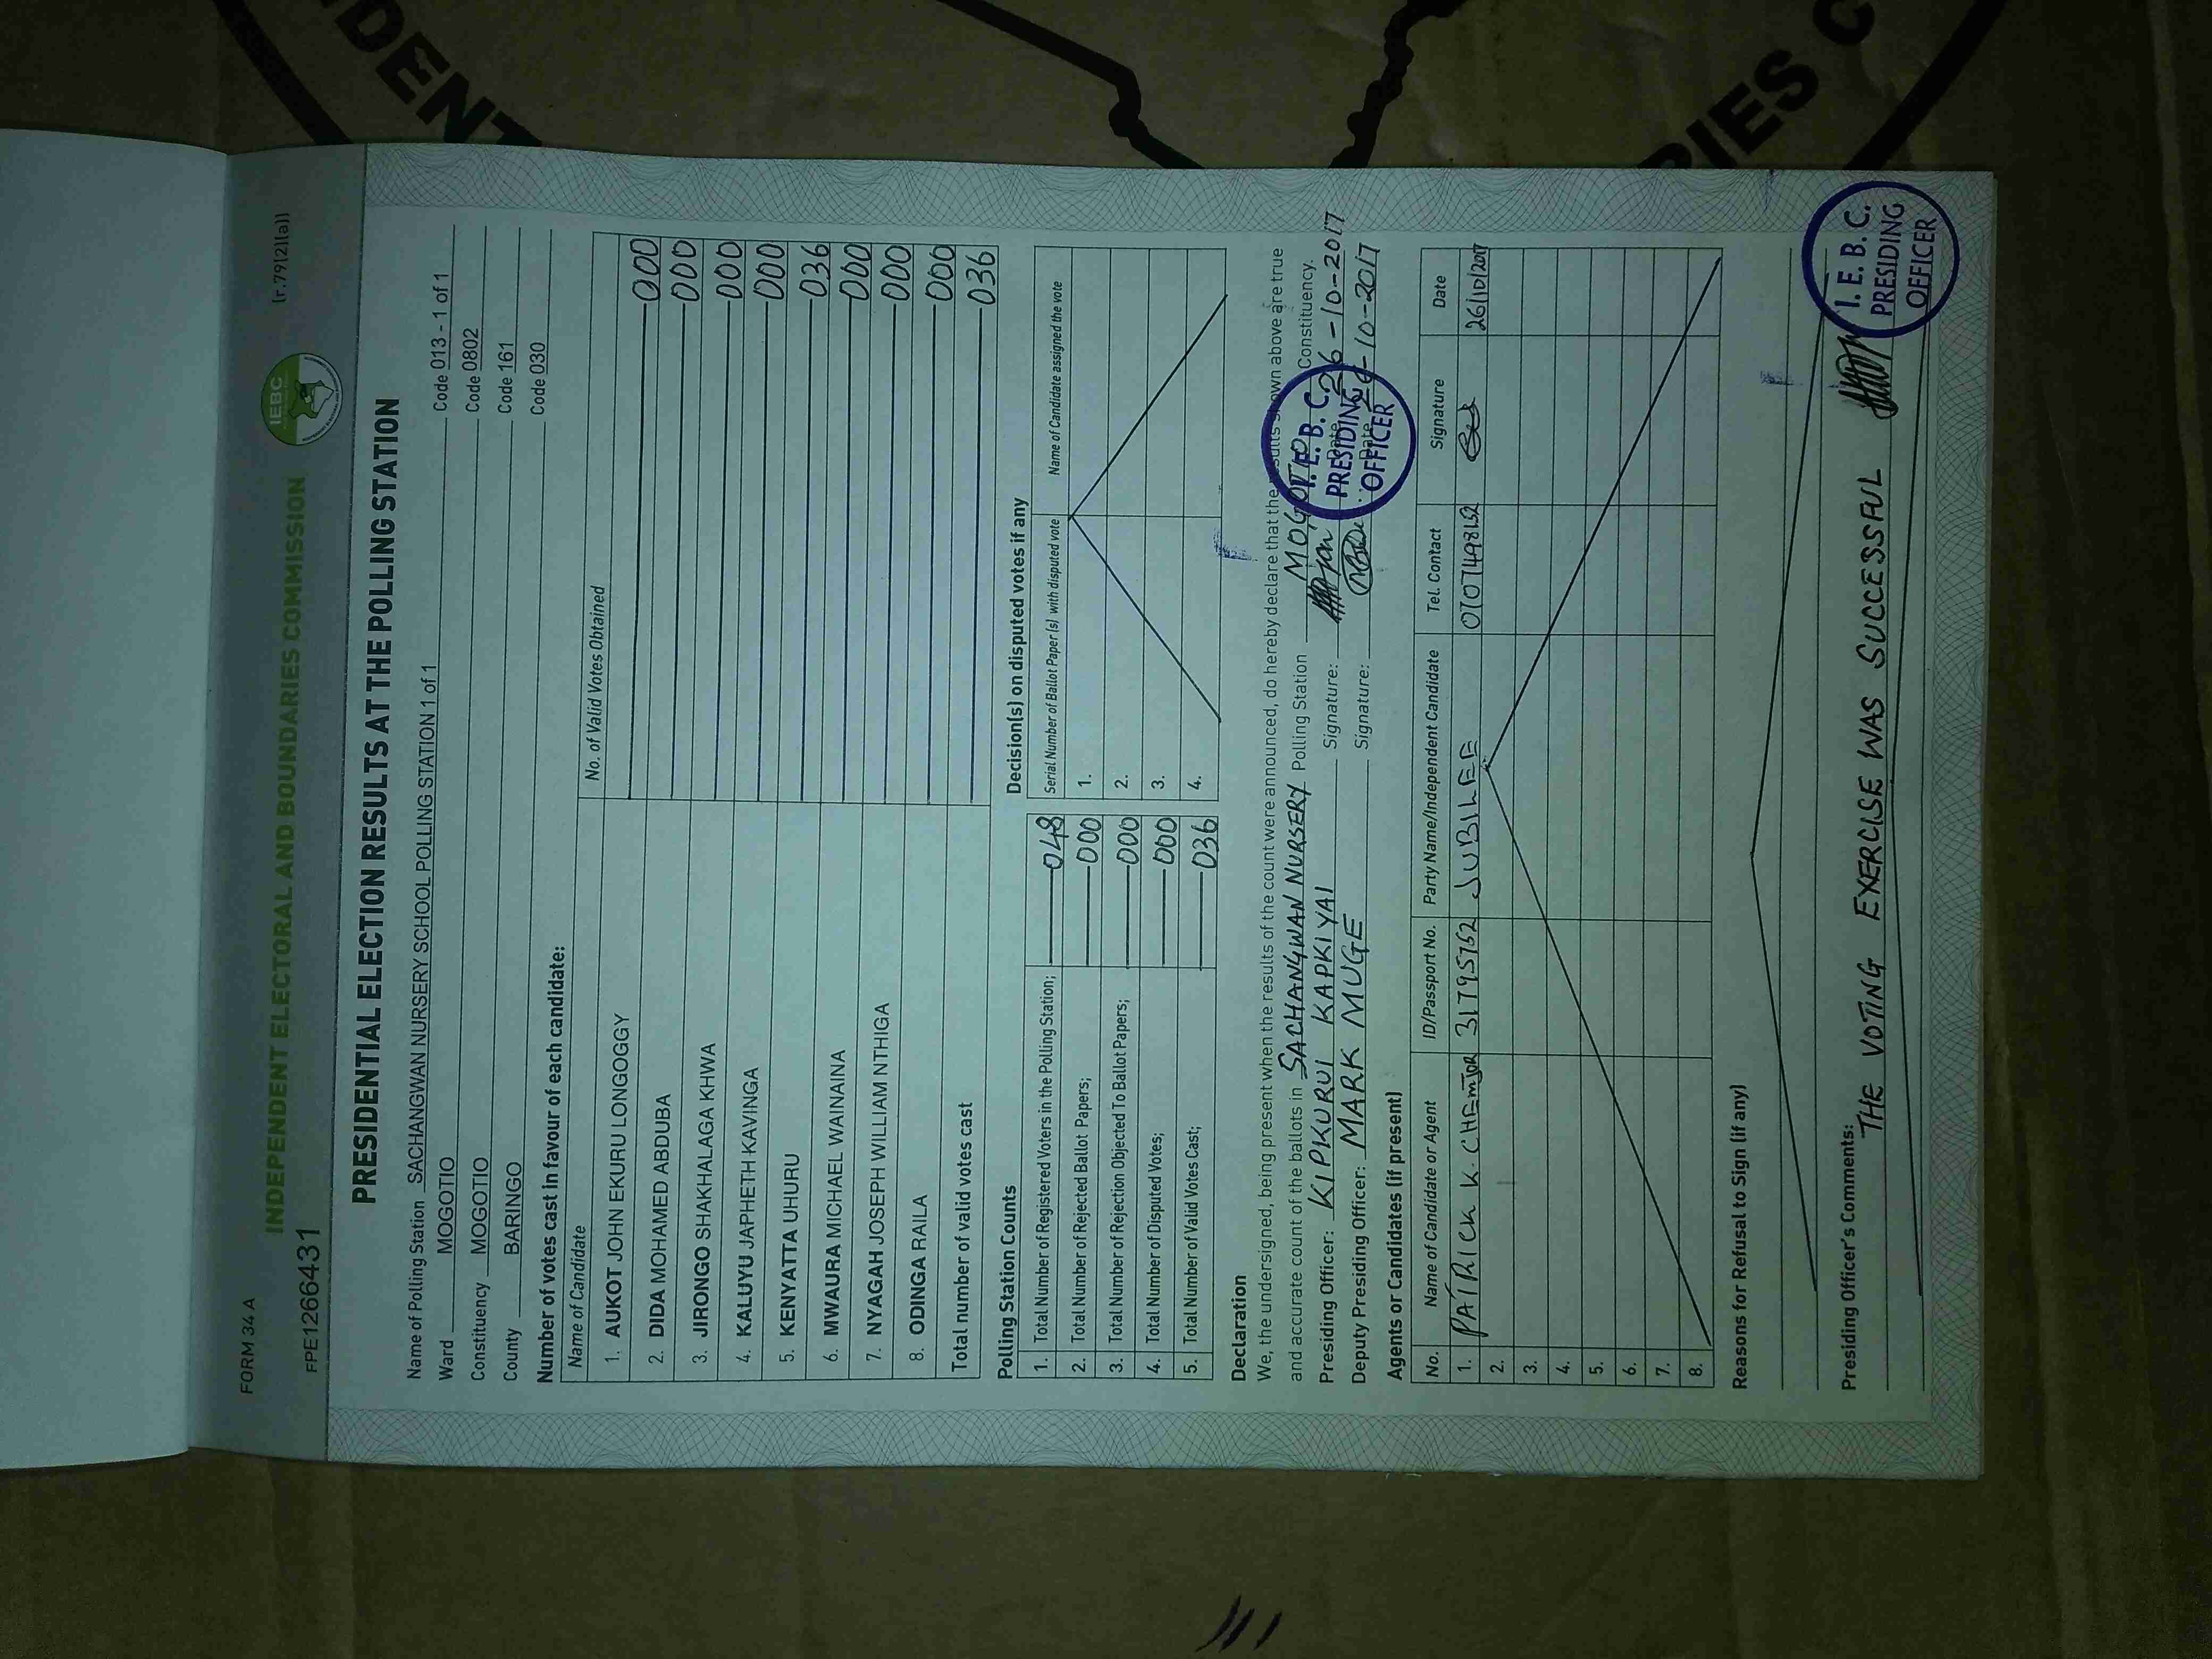 FORM 34 A
INDEPENDENT ELECTORAL AND BOUNDARIES COMMISSION
IEBC
(r.79(2)(a))
FPE1266431
PRESIDENTIAL ELECTION RESULTS AT THE POLLING STATION
Name of Polling Station SACHANGWAN NURSERY SCHOOL POLLING STATION 1 of 1 Code 013 - 1 of 1
Ward MOGOTIO Code 0802
Constituency MOGOTIO Code 161
County BARINGO Code 030
Number of votes cast in favour of each candidate:
Name of Candidate No. of Valid Votes Obtained
1. AUKOT JOHN EKURU LONGOGGY 000
2. DIDA MOHAMED ABDUBA 000
3. JIRONGO SHAKHALAGA KHWA 000
4. KALUYU JAPHETH KAVINGA 000
5. KENYATTA UHURU 036
6. MWAURA MICHAEL WAINAINA 000
7. NYAGAH JOSEPH WILLIAM NTHIGA 000
8. ODINGA RAILA 000
Total number of valid votes cast 036
Polling Station Counts
1. Total Number of Registered Voters in the Polling Station; 048
2. Total Number of Rejected Ballot Papers; 000
3. Total Number of Rejection Objected To Ballot Papers; 000
4. Total Number of Disputed Votes; 000
5. Total Number of Valid Votes Cast; 036
Decision(s) on disputed votes if any
Serial Number of Ballot Paper (s) with disputed vote Name of Candidate assigned the vote
1.
2.
3.
4.
Declaration
We, the undersigned, being present when the results of the count were announced, do hereby declare that the results shown above are true
and accurate count of the ballots in SACHANGWAN NURSERY Polling Station MOGOTIO Constituency.
Presiding Officer: KIPKURUI KAPKIYAI Signature: Date 26-10-2017
Deputy Presiding Officer: MARK MUGE Signature: Date 26-10-2017
I. E. B. C.
PRESIDING
OFFICER
Agents or Candidates (if present)
No. Name of Candidate or Agent ID/Passport No. Party Name/Independent Candidate Tel. Contact Signature Date
1. PATRICK K. CHEMJOR 31795762 JUBILEE 0707498152 26/10/2017
2.
3.
4.
5.
6.
7.
8.
Reasons for Refusal to Sign (if any)
Presiding Officer's Comments:
THE VOTING EXERCISE WAS SUCCESSFUL
I. E. B. C.
PRESIDING
OFFICER